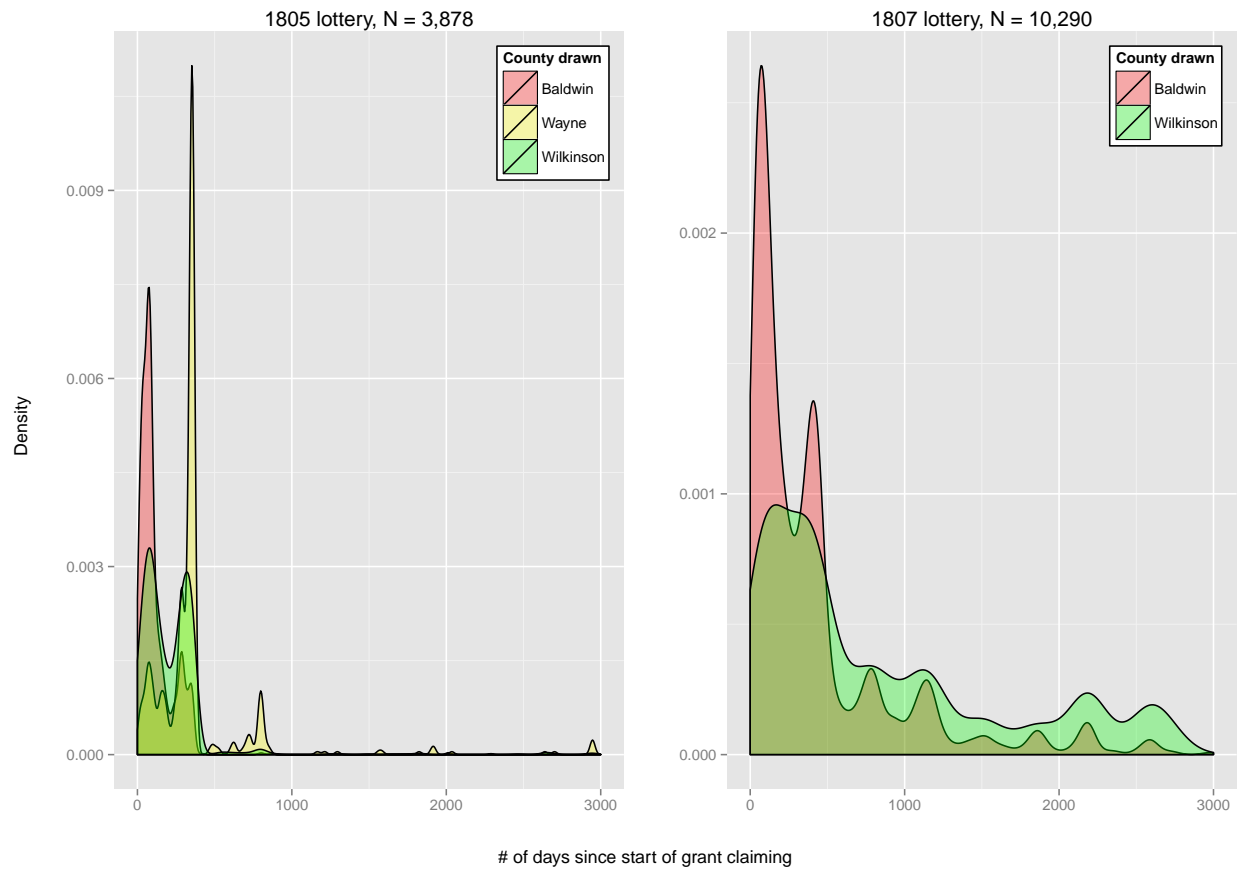 1805 lottery, N = 3,878
County drawn
Baldwin
Wayne
Wilkinson
0.009
0.006
0.003
0.000
0
1000
2000
3000
1807 lottery, N = 10,290
County drawn
Baldwin
Wilkinson
0.002
0.001
0.000
0
1000
2000
3000
Density
# of days since start of grant claiming